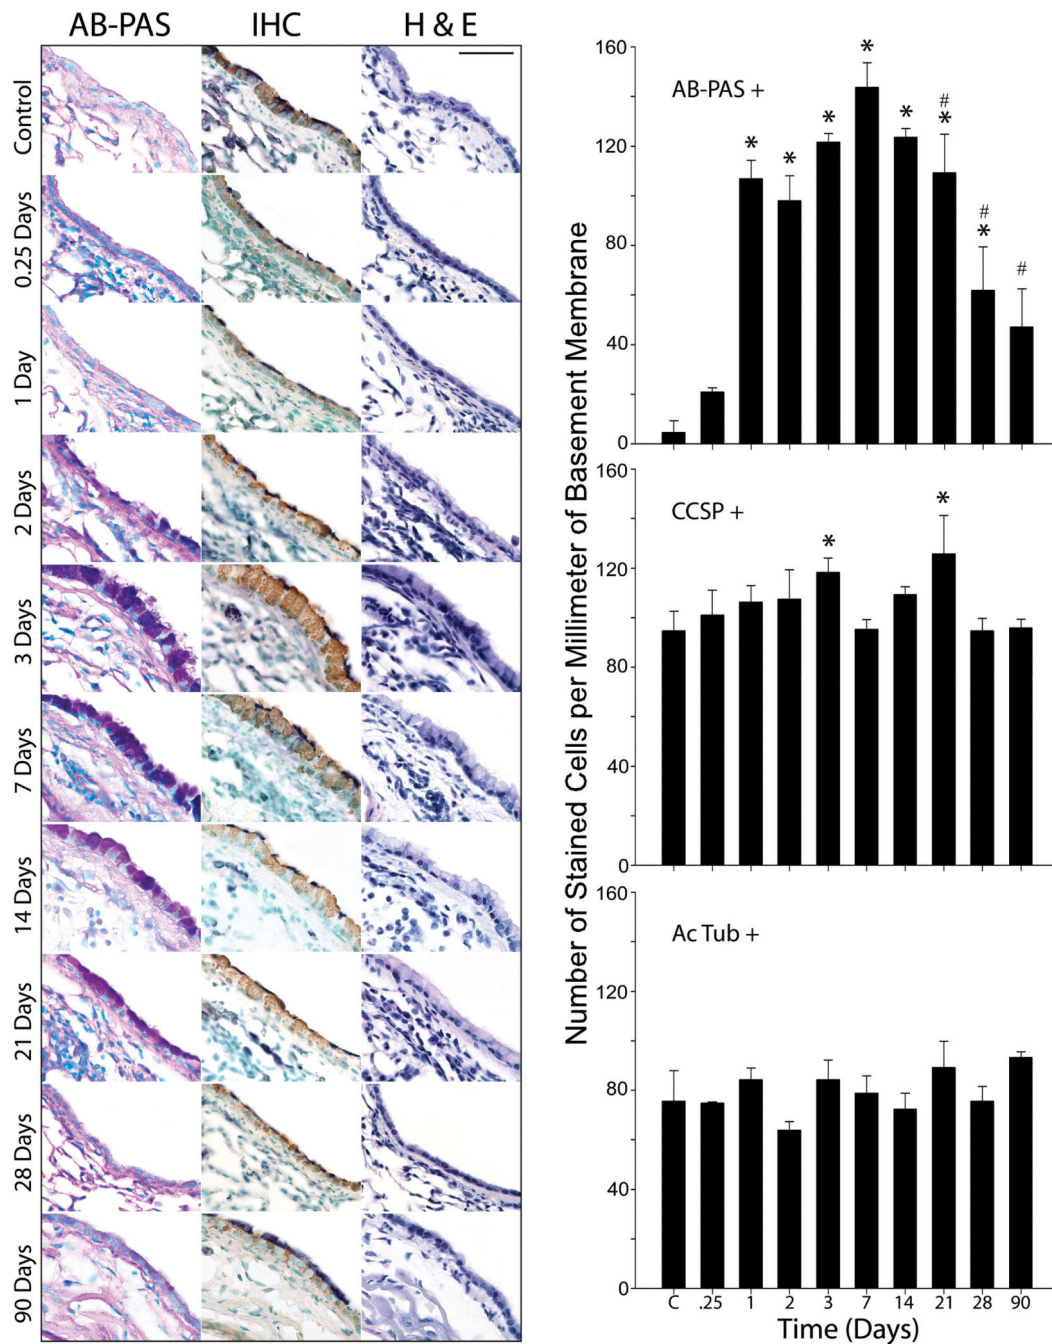 AB-PAS IHC H & E
Control
0.25 Days
1 Day
2 Days
3 Days
7 Days
14 Days
21 Days
28 Days
90 Days
Number of Stained Cells per Millimeter of Basement Membrane
160
120
80
40
0
AB-PAS +
* * * * * # * # * #
160
120
80
40
0
CCSP +
* *
160
120
80
40
0
Ac Tub +
C .25 1 2 3 7 14 21 28 90
Time (Days)